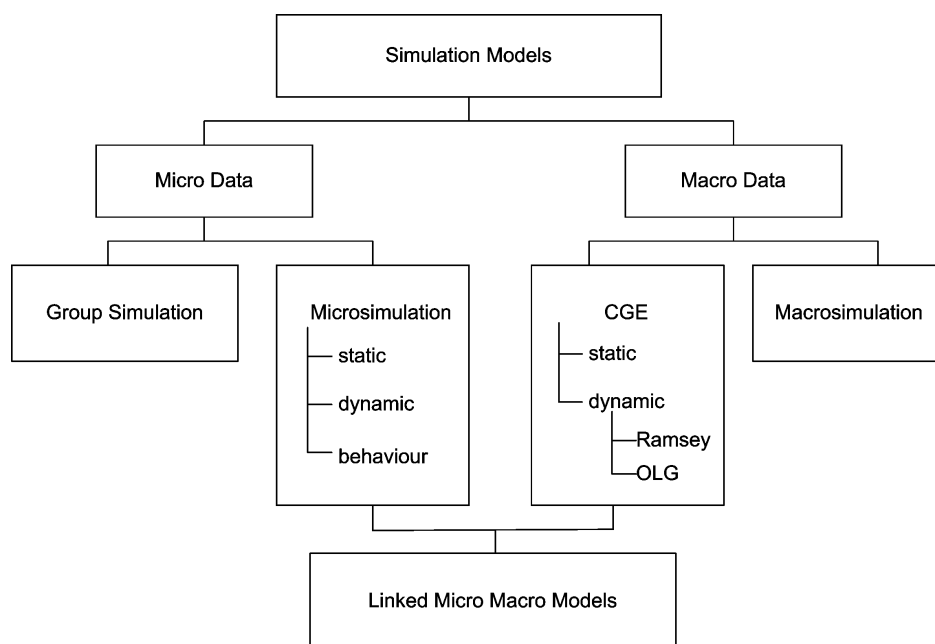 Simulation Models
Micro Data
Macro Data
Group Simulation
Microsimulation
static
dynamic
behaviour
CGE
static
dynamic
Ramsey
OLG
Macrosimulation
Linked Micro Macro Models